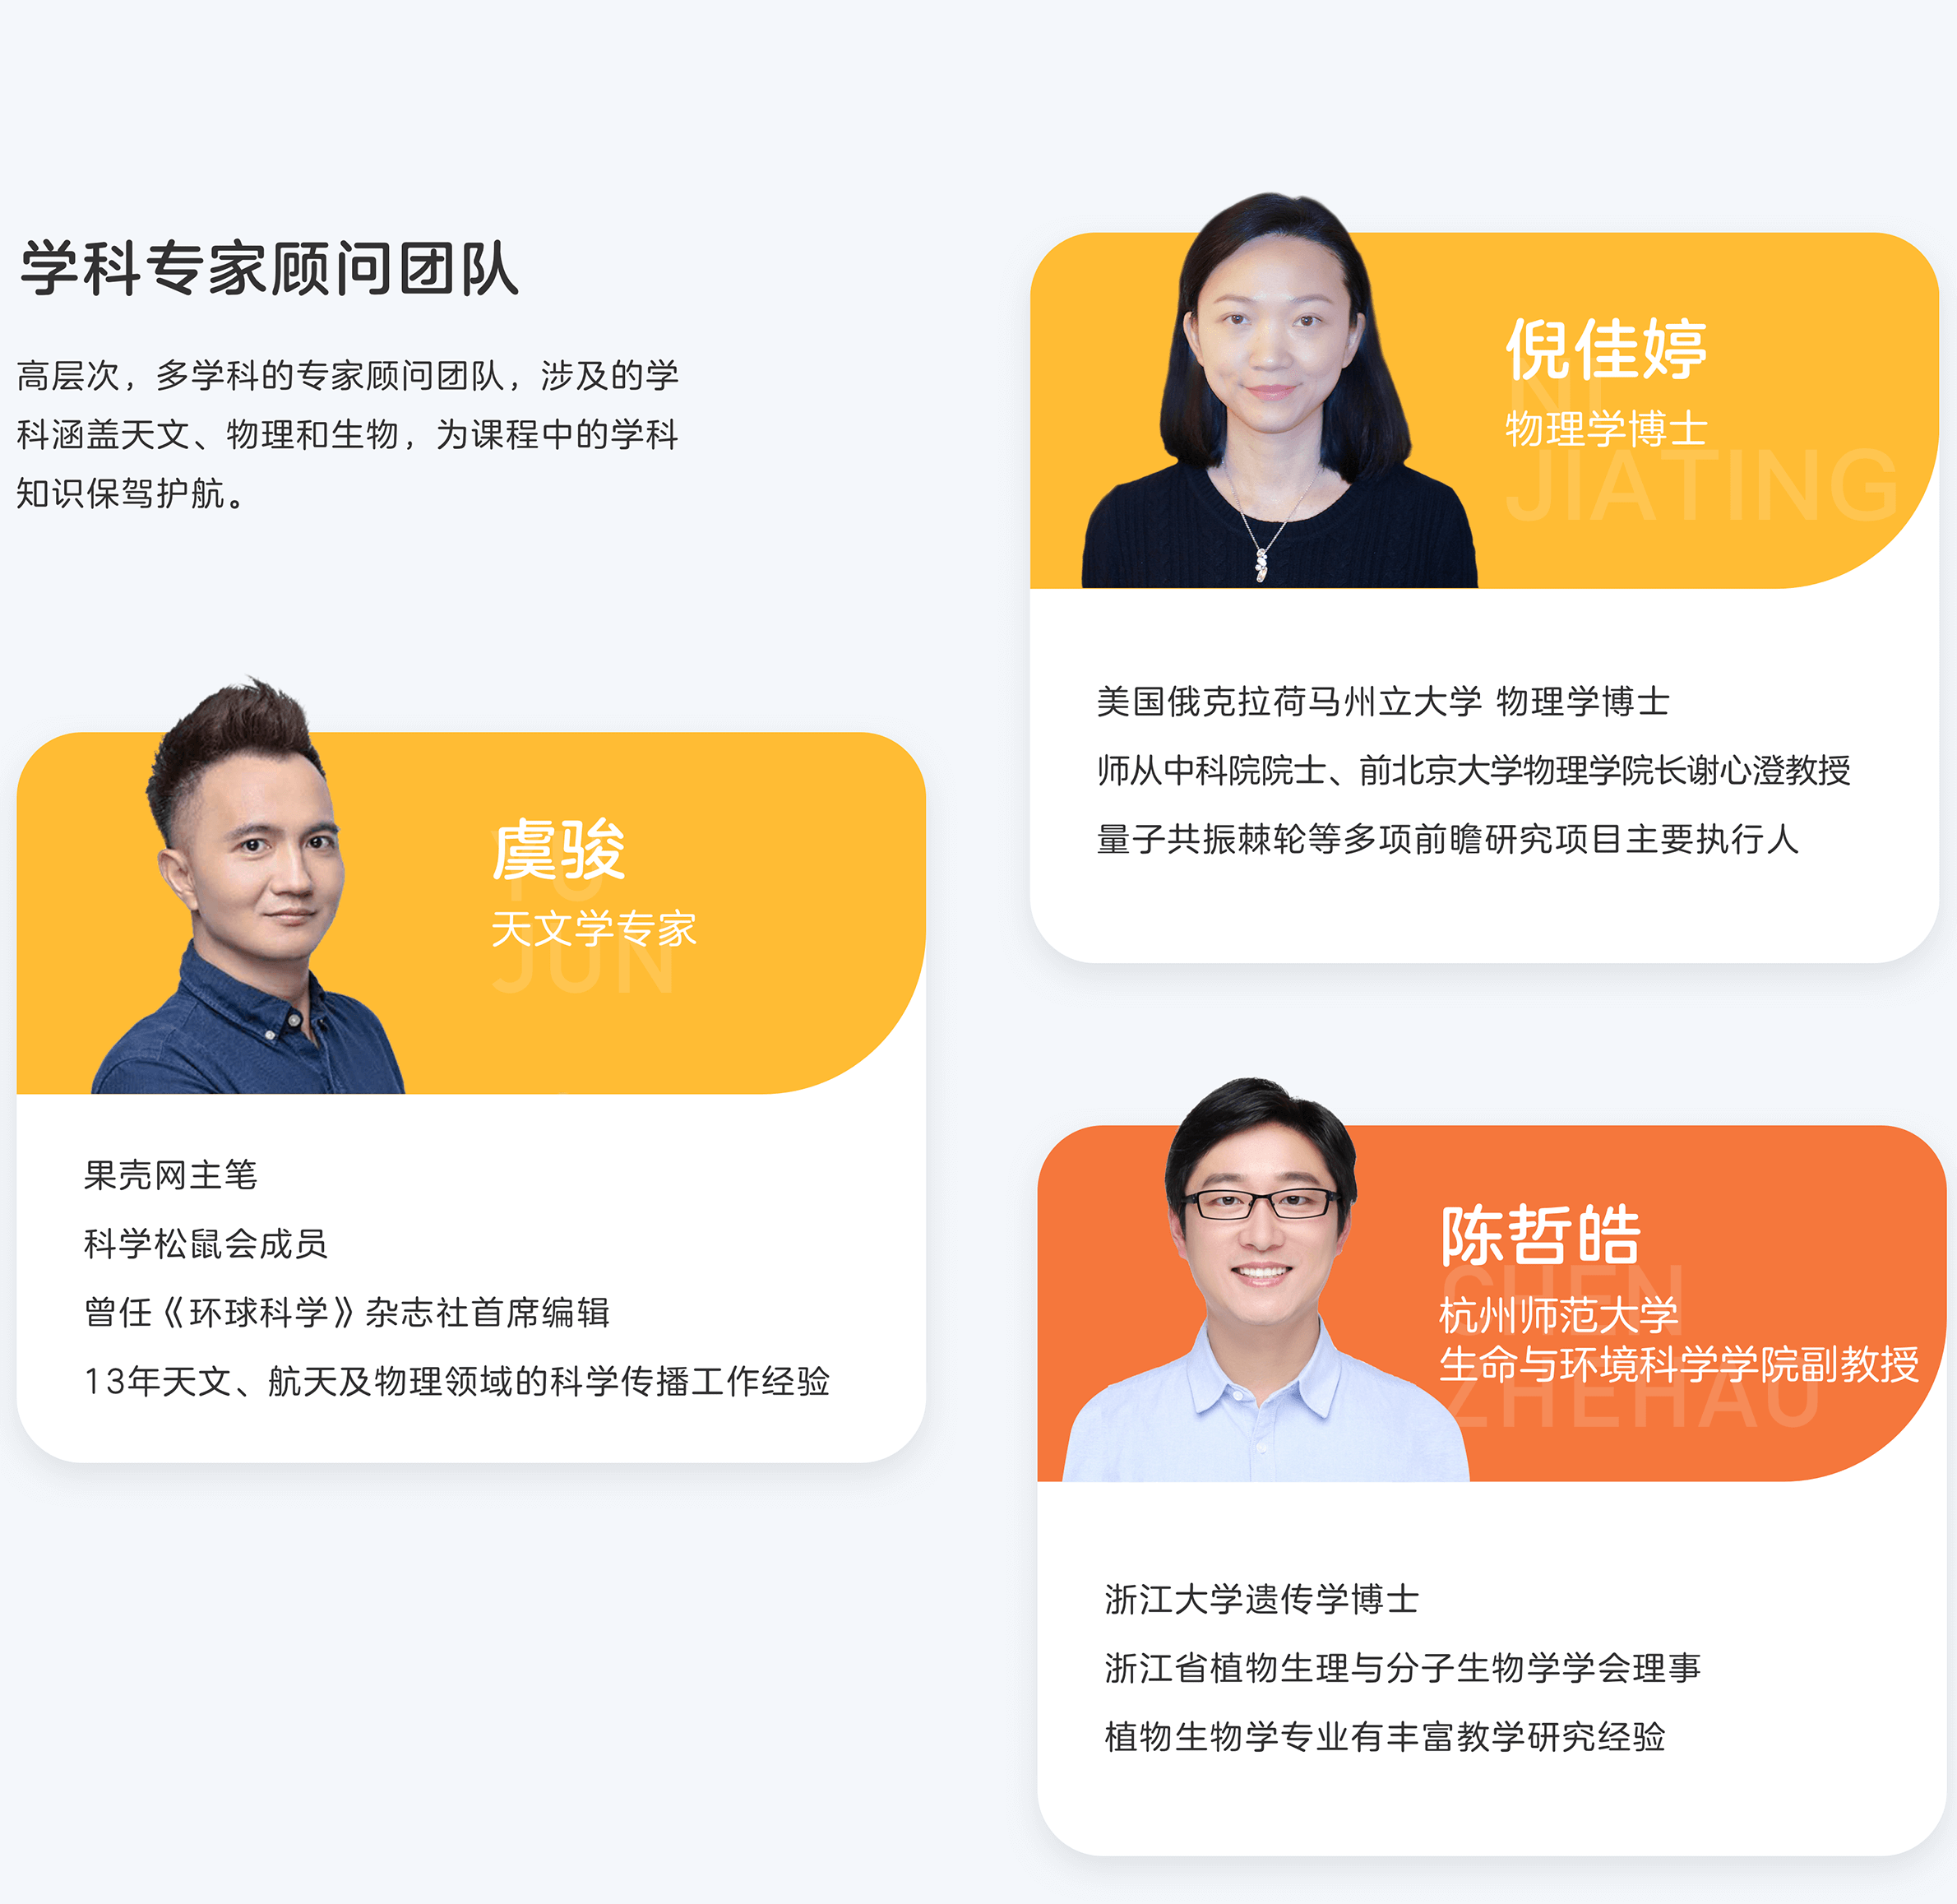 学科专家顾问团队
高层次，多学科的专家顾问团队，涉及的学
科涵盖天文、物理和生物，为课程中的学科
知识保驾护航。
倪佳婷
NI
物理学博士
JIATING
美国俄克拉荷马州立大学 物理学博士
师从中科院院士、前北京大学物理学院长谢心澄教授
量子共振棘轮等多项前瞻研究项目主要执行人
虞骏
YU
天文学专家
JUN
果壳网主笔
科学松鼠会成员
曾任《环球科学》杂志社首席编辑
13年天文、航天及物理领域的科学传播工作经验
陈哲皓
CHEN
杭州师范大学
生命与环境科学学院副教授
ZHEHAO
浙江大学遗传学博士
浙江省植物生理与分子生物学学会理事
植物生物学专业有丰富教学研究经验